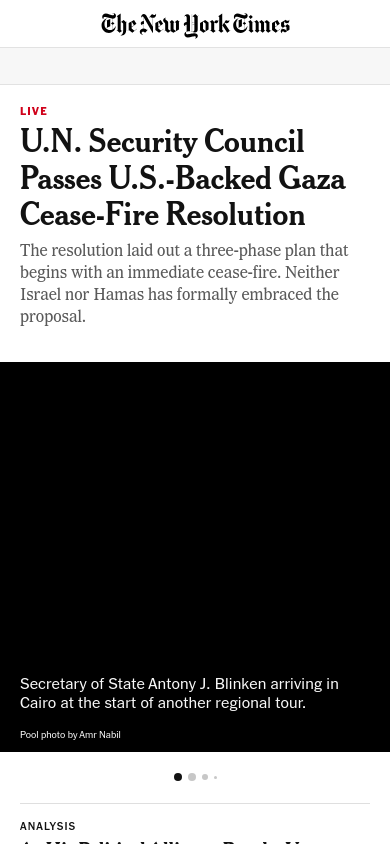 The New York Times
LIVE
U.N. Security Council
Passes U.S.-Backed Gaza
Cease-Fire Resolution
The resolution laid out a three-phase plan that
begins with an immediate cease-fire. Neither
Israel nor Hamas has formally embraced the
proposal.
Secretary of State Antony J. Blinken arriving in
Cairo at the start of another regional tour.
Pool photo by Amr Nabil
ANALYSIS